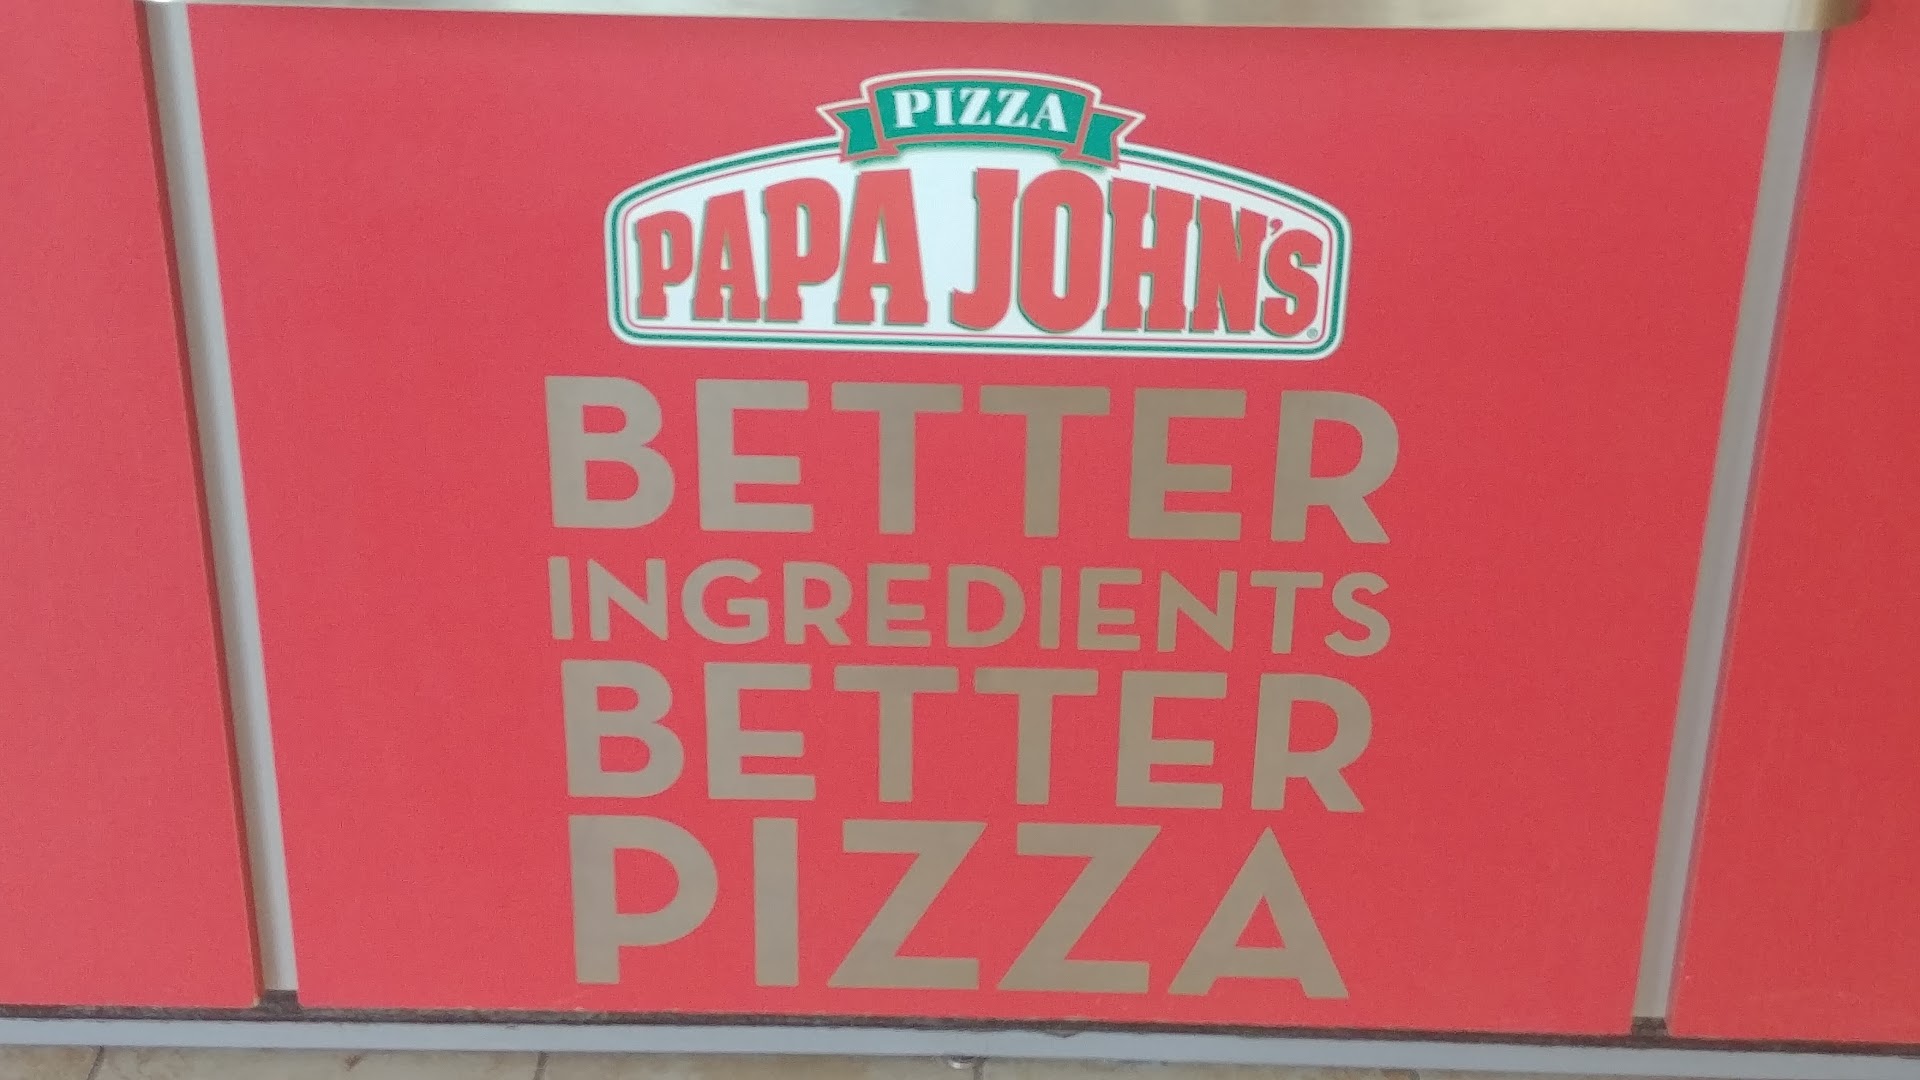 PIZZA
PAPA JOHN'S®
BETTER
INGREDIENTS
BETTER
PIZZA